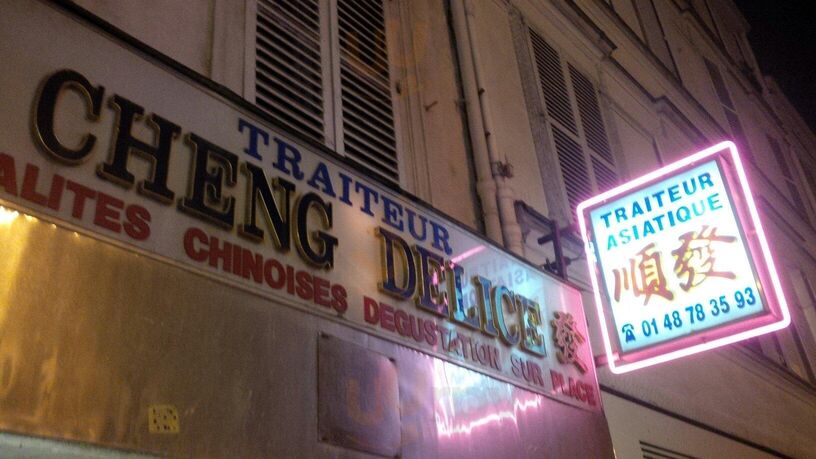 TRAITEUR
CHENG DELICE 發
ALITES CHINOISES DEGUSTATION SUR PLACE
TRAITEUR
ASIATIQUE
順發
☎ 01 48 78 35 93